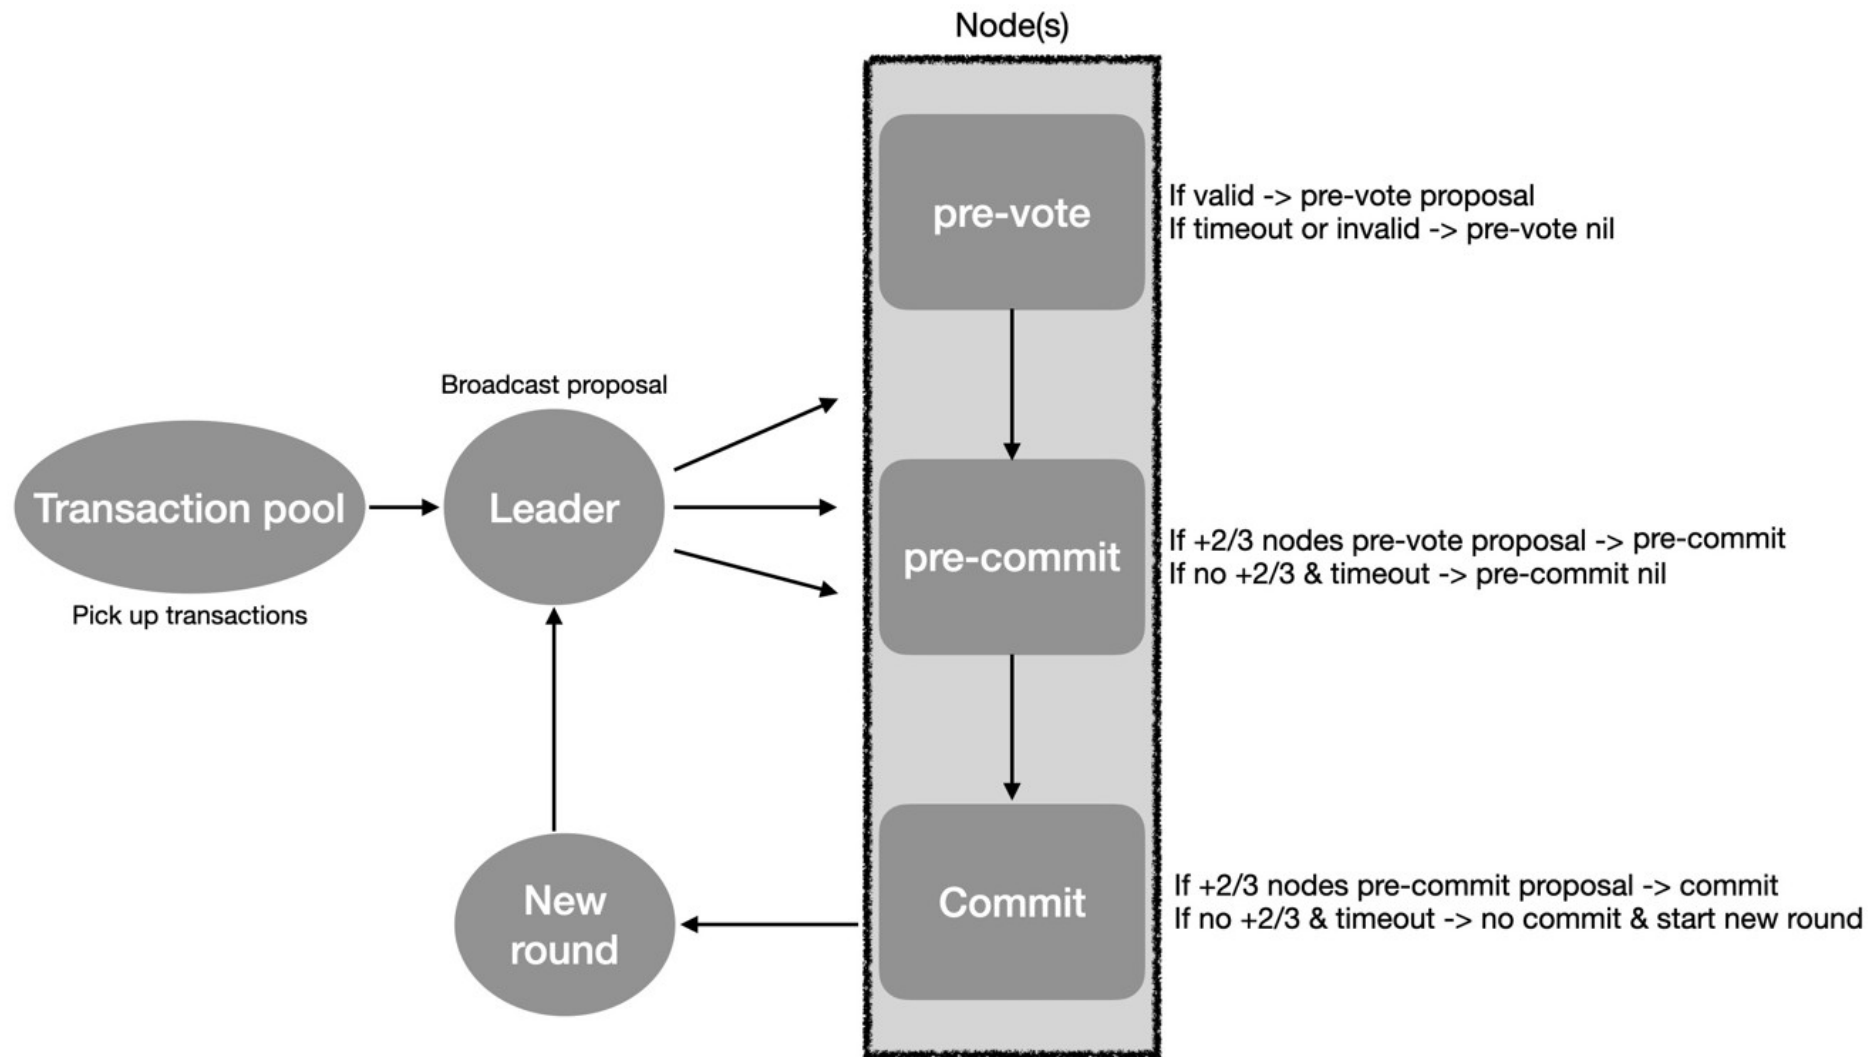 Node(s)
pre-vote
If valid -> pre-vote proposal
If timeout or invalid -> pre-vote nil
Broadcast proposal
Transaction pool
Leader
Pick up transactions
pre-commit
If +2/3 nodes pre-vote proposal -> pre-commit
If no +2/3 & timeout -> pre-commit nil
New
round
Commit
If +2/3 nodes pre-commit proposal -> commit
If no +2/3 & timeout -> no commit & start new round